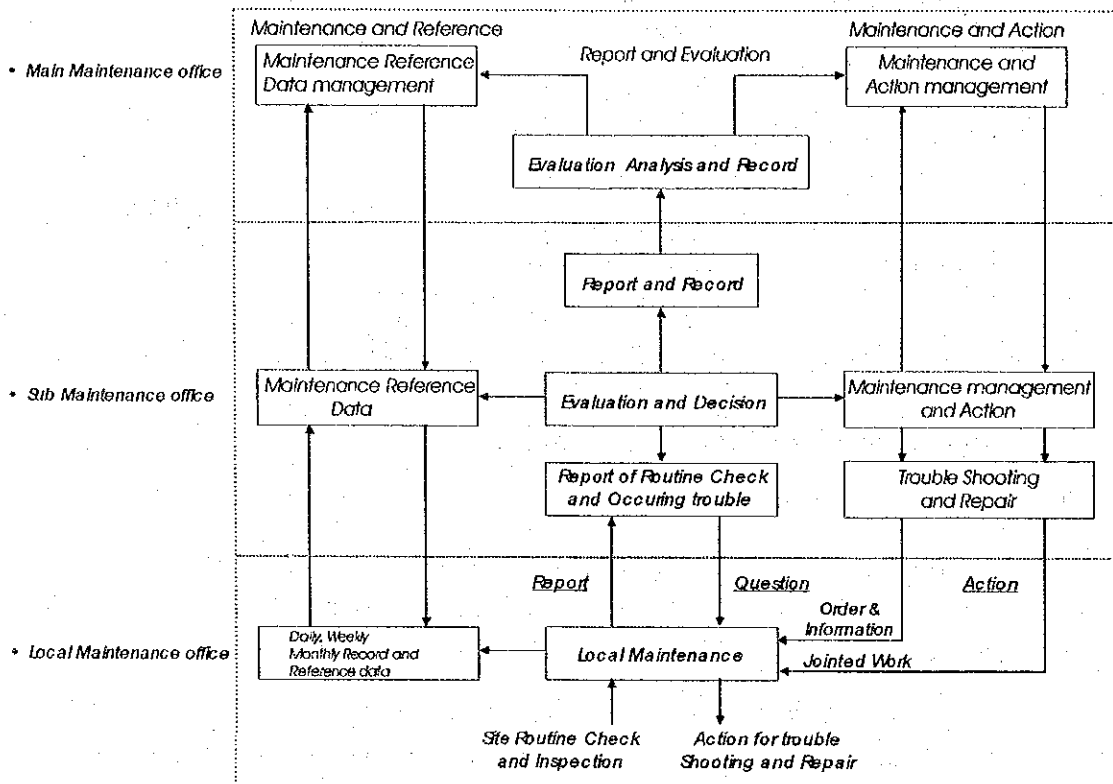 Maintenance and Reference
Maintenance and Action
Report and Evaluation
• Main Maintenance office
Maintenance Reference
Data management
Maintenance and
Action management
Evaluation Analysis and Record
Report and Record
• Sub Maintenance office
Maintenance Reference
Data
Evaluation and Decision
Maintenance management
and Action
Report of Routine Check
and Occuring trouble
Trouble Shooting
and Repair
Report
Question
Action
Order &
Information
• Local Maintenance office
Daily, Weekly
Monthly Record and
Reference data
Local Maintenance
Jointed Work
Site Routine Check
and Inspection
Action for trouble
Shooting and Repair